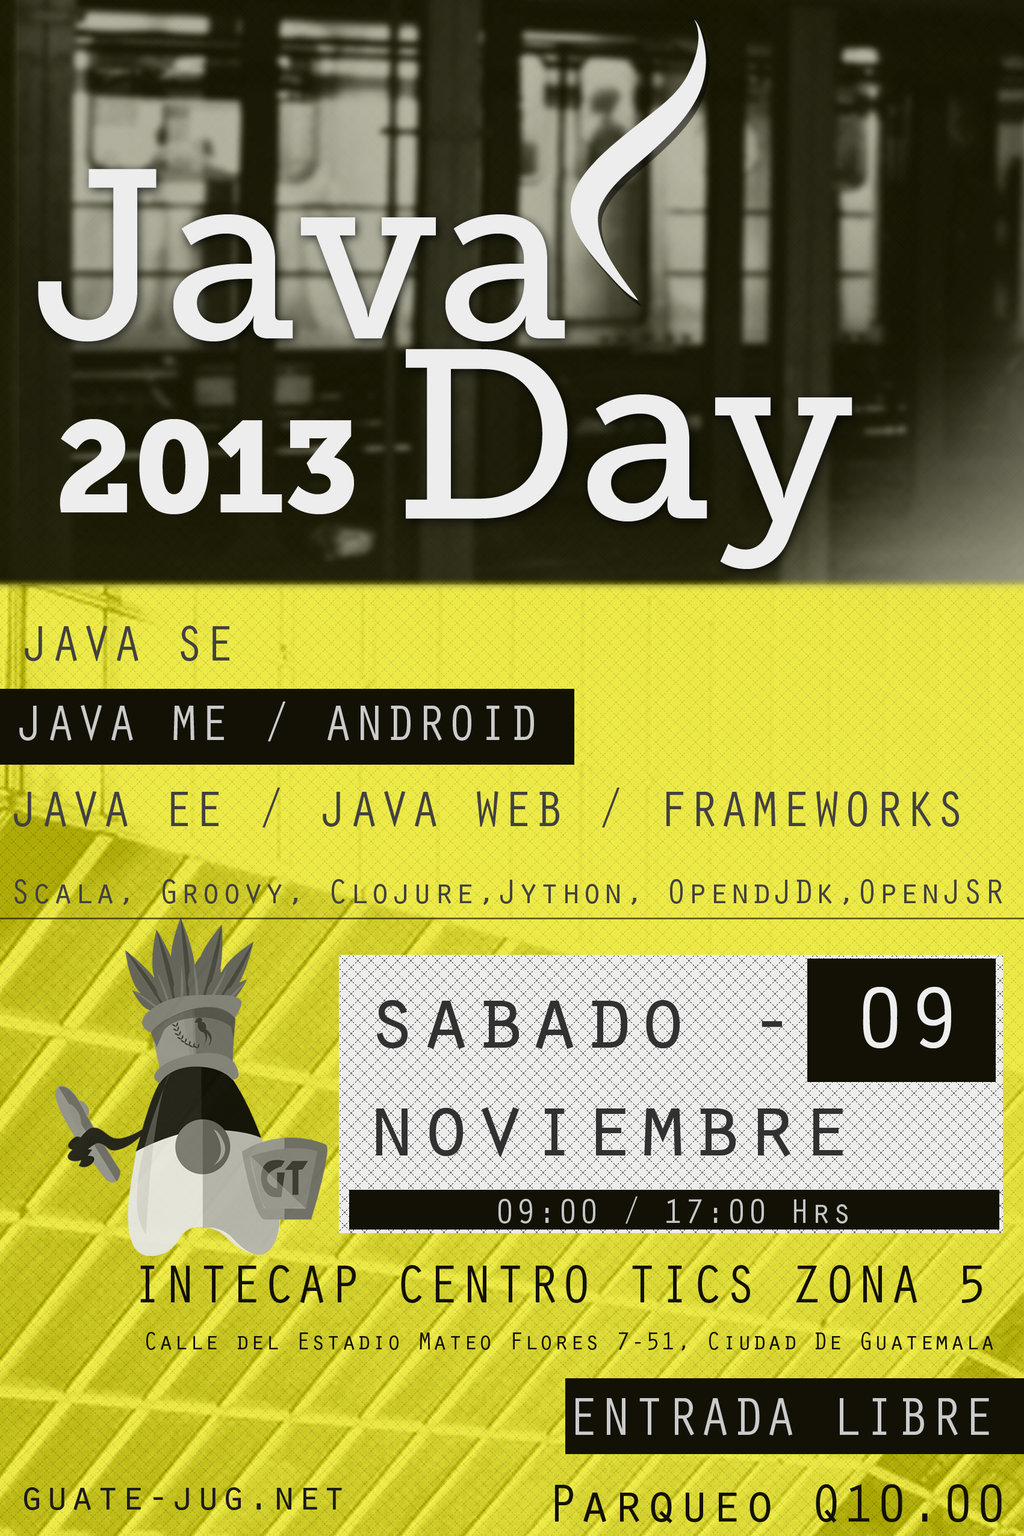 Java
2013 Day
JAVA SE
JAVA ME / ANDROID
JAVA EE / JAVA WEB / FRAMEWORKS
Scala, Groovy, Clojure,Jython, OpendJDk,OpenJSR
SABADO - 09
NOVIEMBRE
GT
09:00 / 17:00 Hrs
INTECAP CENTRO TICS ZONA 5
Calle del Estadio Mateo Flores 7-51, Ciudad De Guatemala
ENTRADA LIBRE
GUATE-JUG.NET
Parqueo Q10.00